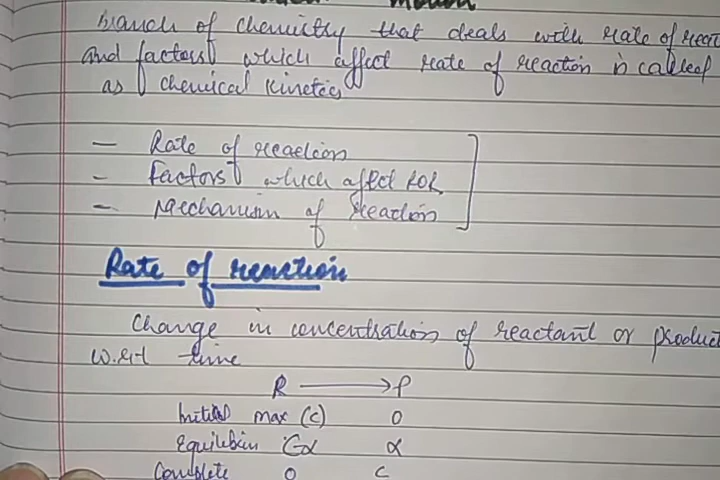 branch of chemistry that deals with rate of react
and factors which affect rate of reaction is called
as chemical kinetics
— Rate of reaction
- Factors which affect ROR
- Mechanism of reaction
Rate of reaction
Change in concentration of reactant or product
w.r.t time
R → P
Initial max (c) 0
Equilibrium C-α α
Complete 0 C